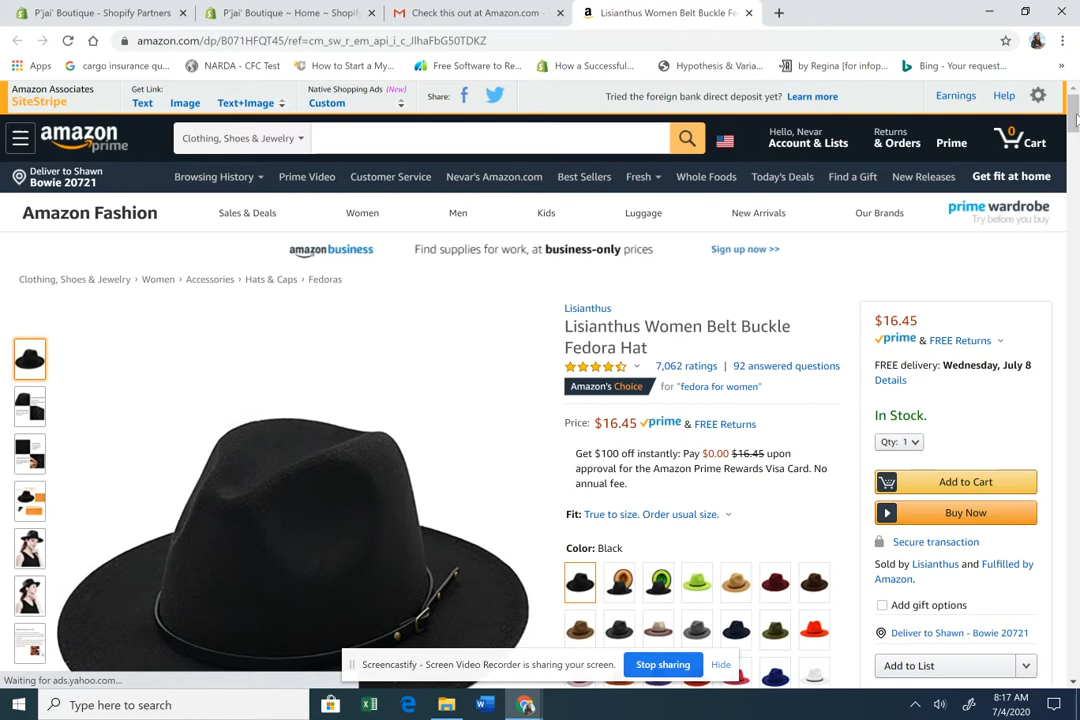 P'jai' Boutique - Shopify Partners
P'jai' Boutique ~ Home ~ Shopify
Check this out at Amazon.com -
Lisianthus Women Belt Buckle Fe
amazon.com/dp/B071HFQT45/ref=cm_sw_r_em_api_i_c_JlhaFbG50TDKZ
Apps
cargo insurance qu...
NARDA - CFC Test
How to Start a My...
Free Software to Re...
How a Successful...
Hypothesis & Varia...
by Regina [for infop...
Bing - Your request...
»
Amazon Associates
SiteStripe
Get Link:
Text
Image
Text+Image
Native Shopping Ads (New)
Custom
Share:
Tried the foreign bank direct deposit yet? Learn more
Earnings
Help
amazon prime
Clothing, Shoes & Jewelry
Hello, Nevar
Account & Lists
Returns
& Orders
Prime
0
Cart
Deliver to Shawn
Bowie 20721
Browsing History
Prime Video
Customer Service
Nevar's Amazon.com
Best Sellers
Fresh
Whole Foods
Today's Deals
Find a Gift
New Releases
Get fit at home
Amazon Fashion
Sales & Deals
Women
Men
Kids
Luggage
New Arrivals
Our Brands
prime wardrobe
Try before you buy
amazon business
Find supplies for work, at business-only prices
Sign up now >>
Clothing, Shoes & Jewelry › Women › Accessories › Hats & Caps › Fedoras
Lisianthus
Lisianthus Women Belt Buckle
Fedora Hat
7,062 ratings | 92 answered questions
Amazon's Choice for "fedora for women"
Price: $16.45 prime & FREE Returns
Get $100 off instantly: Pay $0.00 $16.45 upon
approval for the Amazon Prime Rewards Visa Card. No
annual fee.
Fit: True to size. Order usual size.
Color: Black
$16.45
prime & FREE Returns
FREE delivery: Wednesday, July 8
Details
In Stock.
Qty: 1
Add to Cart
Buy Now
Secure transaction
Sold by Lisianthus and Fulfilled by
Amazon.
Add gift options
Deliver to Shawn - Bowie 20721
Add to List
Screencastify - Screen Video Recorder is sharing your screen.
Stop sharing
Hide
Waiting for ads.yahoo.com...
Type here to search
8:17 AM
7/4/2020